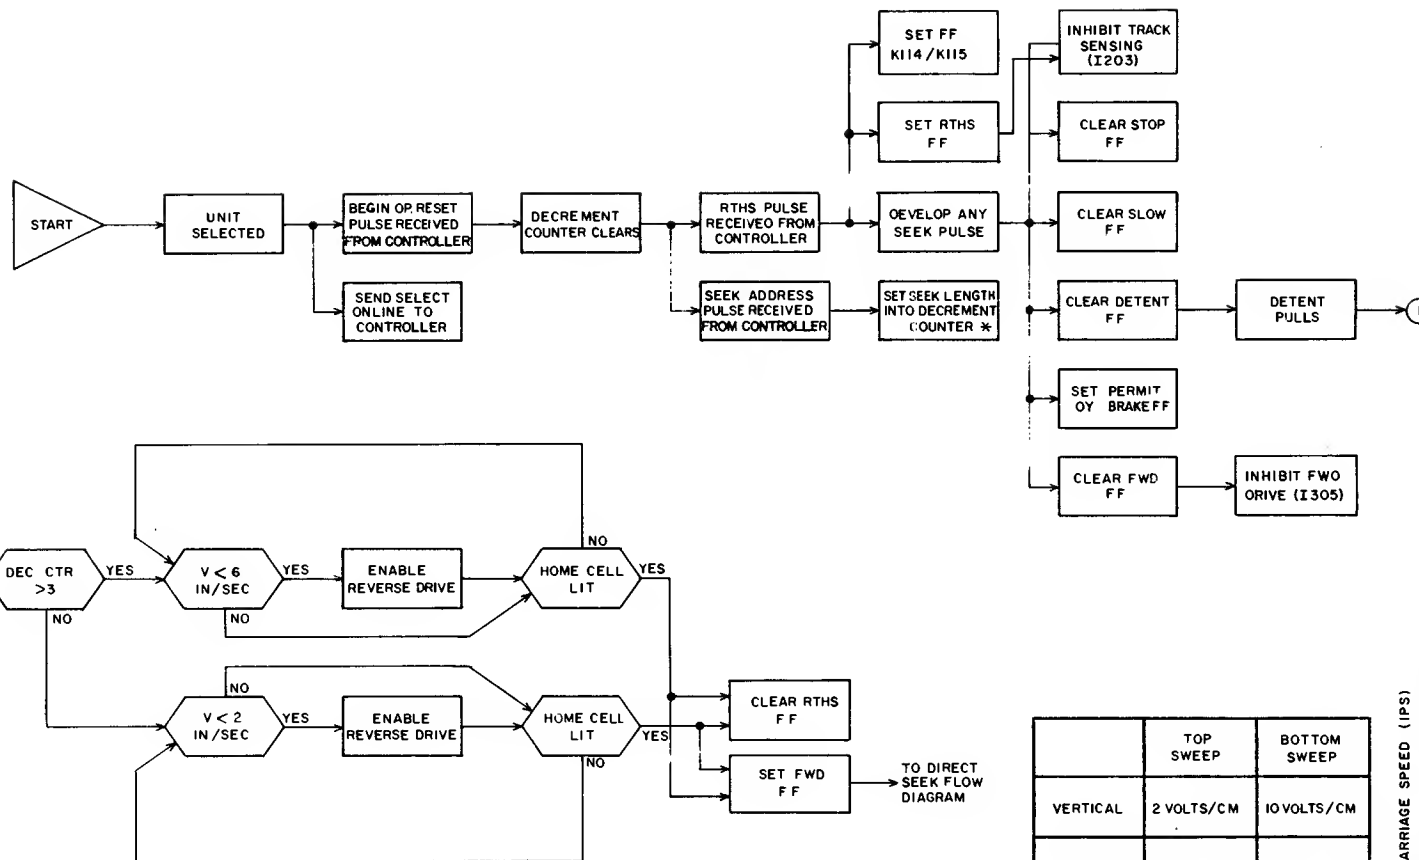 SET FF
K114/K115
INHIBIT TRACK
SENSING
(I203)
SET RTHS
FF
CLEAR STOP
FF
START
UNIT
SELECTED
BEGIN OP. RESET
PULSE RECEIVED
FROM CONTROLLER
DECREMENT
COUNTER CLEARS
RTHS PULSE
RECEIVED FROM
CONTROLLER
OEVELOP ANY
SEEK PULSE
CLEAR SLOW
FF
SEND SELECT
ONLINE TO
CONTROLLER
SEEK ADDRESS
PULSE RECEIVED
FROM CONTROLLER
SET SEEK LENGTH
INTO DECREMENT
COUNTER *
CLEAR DETENT
FF
DETENT
PULLS
SET PERMIT
OY BRAKE FF
CLEAR FWD
FF
INHIBIT FWO
ORIVE (I305)
DEC CTR
>3
YES
NO
V < 6
IN/SEC
YES
NO
ENABLE
REVERSE DRIVE
HOME CELL
LIT
NO
YES
V < 2
IN/SEC
NO
YES
ENABLE
REVERSE DRIVE
HOME CELL
LIT
YES
NO
CLEAR RTHS
FF
SET FWD
FF
TO DIRECT
SEEK FLOW
DIAGRAM
TOP
SWEEP
BOTTOM
SWEEP
VERTICAL
2 VOLTS/CM
10 VOLTS/CM
ARRIAGE SPEED (IPS)